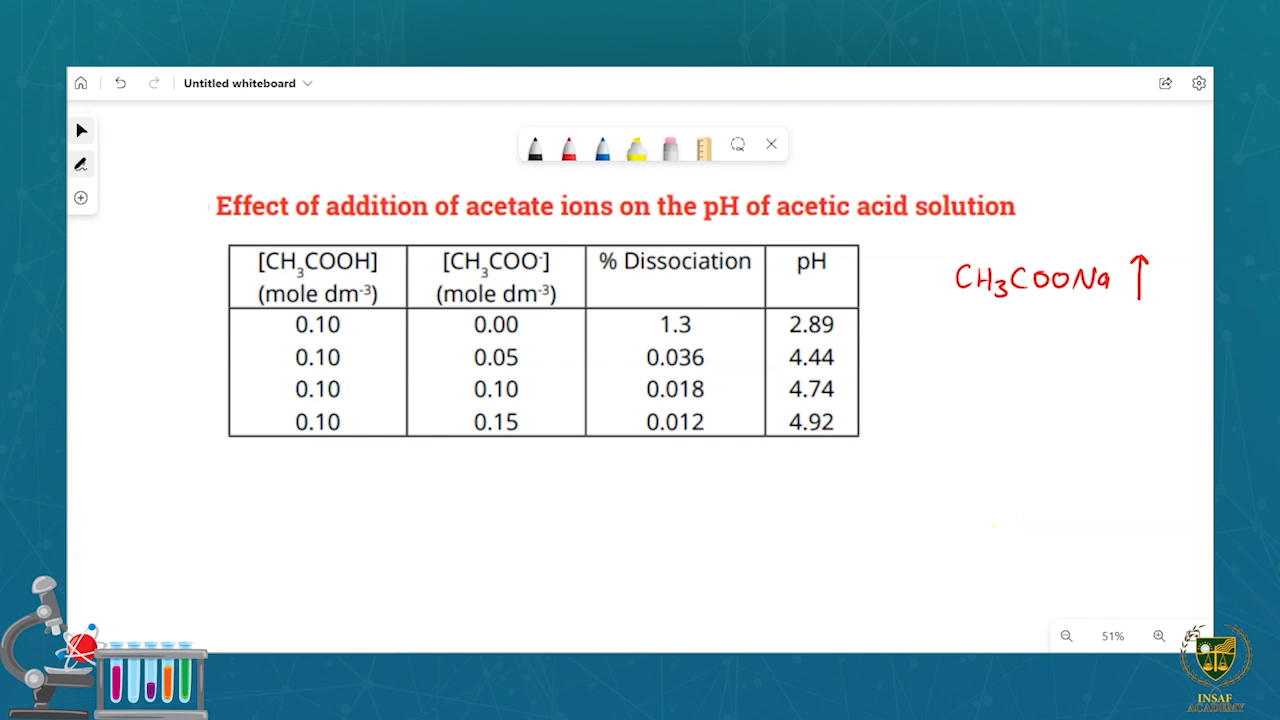 Untitled whiteboard
Effect of addition of acetate ions on the pH of acetic acid solution
[CH₃COOH] [CH₃COO⁻] % Dissociation pH
(mole dm⁻³) (mole dm⁻³)
0.10 0.00 1.3 2.89
0.10 0.05 0.036 4.44
0.10 0.10 0.018 4.74
0.10 0.15 0.012 4.92
CH₃COONa ↑
51%
INSAF
ACADEMY